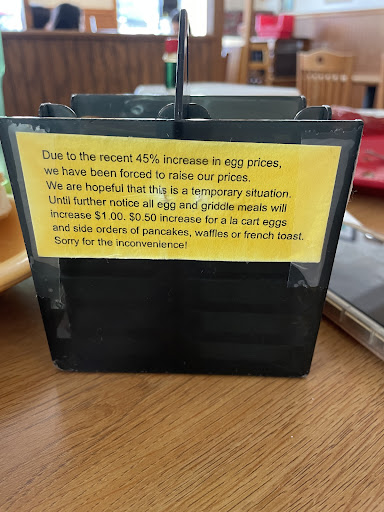 Due to the recent 45% increase in egg prices,
we have been forced to raise our prices.
We are hopeful that this is a temporary situation.
Until further notice all egg and griddle meals will
increase $1.00. $0.50 increase for a la cart eggs
and side orders of pancakes, waffles or french toast.
Sorry for the inconvenience!